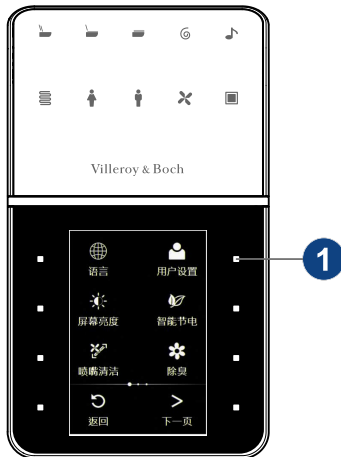 Villeroy & Boch
语言 用户设置
屏幕亮度 智能节电
喷嘴清洁 除臭
返回 下一页
1